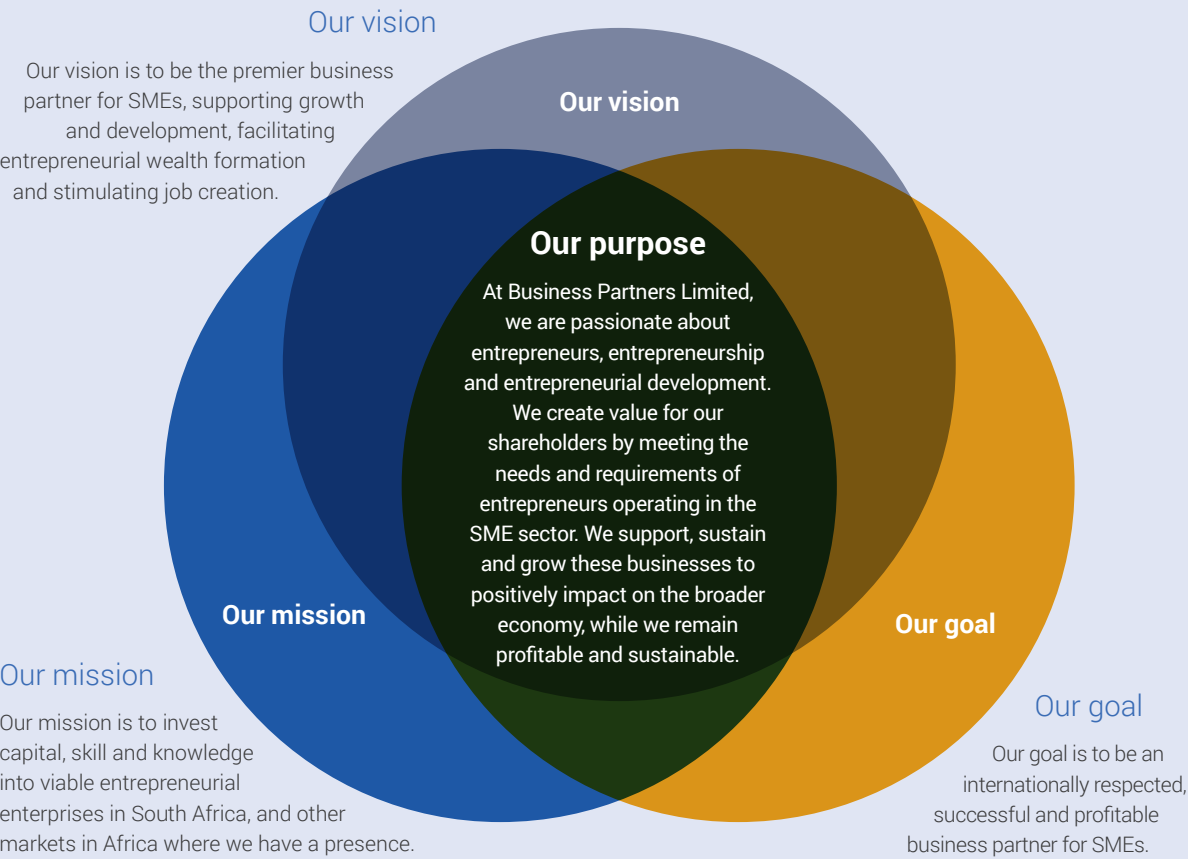 Our vision
Our vision is to be the premier business
partner for SMEs, supporting growth
and development, facilitating
entrepreneurial wealth formation
and stimulating job creation.
Our vision
Our purpose
At Business Partners Limited,
we are passionate about
entrepreneurs, entrepreneurship
and entrepreneurial development.
We create value for our
shareholders by meeting the
needs and requirements of
entrepreneurs operating in the
SME sector. We support, sustain
and grow these businesses to
positively impact on the broader
economy, while we remain
profitable and sustainable.
Our mission
Our goal
Our mission
Our mission is to invest
capital, skill and knowledge
into viable entrepreneurial
enterprises in South Africa, and other
markets in Africa where we have a presence.
Our goal
Our goal is to be an
internationally respected,
successful and profitable
business partner for SMEs.